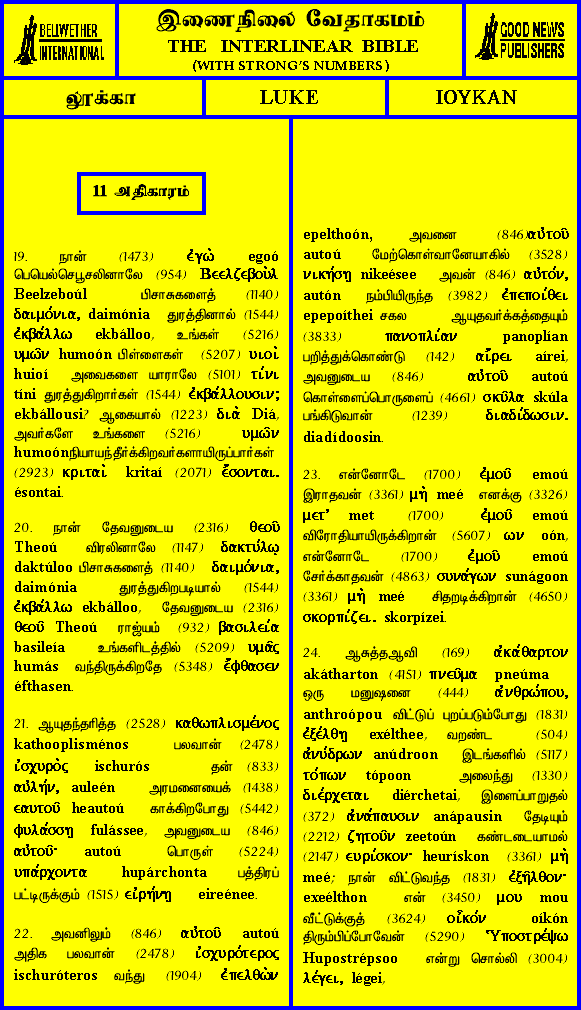 BELLWETHER
INTERNATIONAL
இணைநிலை வேதாகமம்
THE INTERLINEAR BIBLE
(WITH STRONG'S NUMBERS)
GOOD NEWS
PUBLISHERS
லூக்கா
LUKE
ΙΟΥΚΑΝ
11 அதிகாரம்
19. நான் (1473) ἐγὼ egoó
பெயெல்செபூசலினாலே (954) Βεελζεβοὺλ
Beelzeboúl பிசாசுகளைத் (1140)
δαιμόνια, daimónia துரத்தினால் (1544)
ἐκβάλλω ekbálloo, உங்கள் (5216)
υμῶν humoón பிள்ளைகள் (5207) υιοὶ
huioí அவைகளை யாராலே (5101) τίνι
tíni துரத்துகிறார்கள் (1544) ἐκβάλλουσιν;
ekbállousi? ஆகையால் (1223) διὰ Diá,
அவர்களே உங்களை (5216) υμῶν
humoónநியாயந்தீர்க்கிறவர்களாயிருப்பார்கள்
(2923) κριταὶ kritaí (2071) ἔσονται.
ésontai.
20. நான் தேவனுடைய (2316) θεοῦ
Theoú விரலினாலே (1147) δακτύλῳ
daktúloo பிசாசுகளைத் (1140) δαιμόνια,
daimónia துரத்துகிறபடியால் (1544)
ἐκβάλλω ekbálloo, தேவனுடைய (2316)
θεοῦ Theoú ராஜ்யம் (932) βασιλεία
basileía உங்களிடத்தில் (5209) υμᾶς
humás வந்திருக்கிறதே (5348) ἔφθασεν
éfthasen.
21. ஆயுதந்தரித்த (2528) καθωπλισμένος
kathooplisménos பலவான் (2478)
ἰσχυρὸς ischurós தன் (833)
αὐλήν, auleén அரமனையைக் (1438)
εαυτοῦ heautoú காக்கிறபோது (5442)
φυλάσσῃ fulássee, அவனுடைய (846)
αὐτοῦ· autoú பொருள் (5224)
υπάρχοντα hupárchonta பத்திரப்
பட்டிருக்கும் (1515) εἰρήνῃ eireénee.
22. அவனிலும் (846) αὐτοῦ autoú
அதிக பலவான் (2478) ἰσχυρότερος
ischuróteros வந்து (1904) ἐπελθὼν
epelthoón, அவனை (846)αὐτοῦ
autoú மேற்கொள்வானேயாகில் (3528)
νικήσῃ nikeésee அவன் (846) αὐτόν,
autón நம்பியிருந்த (3982) ἐπεποίθει
epepoíthei சகல ஆயுதவர்க்கத்தையும்
(3833) πανοπλίαν panoplían
பறித்துக்கொண்டு (142) αἴρει aírei,
அவனுடைய (846) αὐτοῦ autoú
கொள்ளைப்பொருளைப் (4661) σκῦλα skúla
பங்கிடுவான் (1239) διαδίδωσιν.
diadídoosin.
23. என்னோடே (1700) ἐμοῦ emoú
இராதவன் (3361) μὴ meé எனக்கு (3326)
μετ' met (1700) ἐμοῦ emoú
விரோதியாயிருக்கிறான் (5607) ων oón,
என்னோடே (1700) ἐμοῦ emoú
சேர்க்காதவன் (4863) συνάγων sunágoon
(3361) μὴ meé சிதறடிக்கிறான் (4650)
σκορπίζει. skorpízei.
24. ஆசுத்தஆவி (169) ἀκάθαρτον
akátharton (4151) πνεῦμα pneúma
ஒரு மனுஷனை (444) ἀνθρώπου,
anthroópou விட்டுப் புறப்படும்போது (1831)
ἐξέλθῃ exélthee, வறண்ட (504)
ἀνύδρων anúdroon இடங்களில் (5117)
τόπων tópoon அலைந்து (1330)
διέρχεται diérchetai, இளைப்பாறுதல்
(372) ἀνάπαυσιν anápausin தேடியும்
(2212) ζητοῦν zeetoún கண்டடையாமல்
(2147) ευρίσκον· heurískon (3361) μὴ
meé; நான் விட்டுவந்த (1831) ἐξῆλθον·
exeélthon என் (3450) μου mou
வீட்டுக்குத் (3624) οἶκόν oíkón
திரும்பிப்போவேன் (5290) Ὑποστρέψω
Hupostrépsoo என்று சொல்லி (3004)
λέγει, légei,